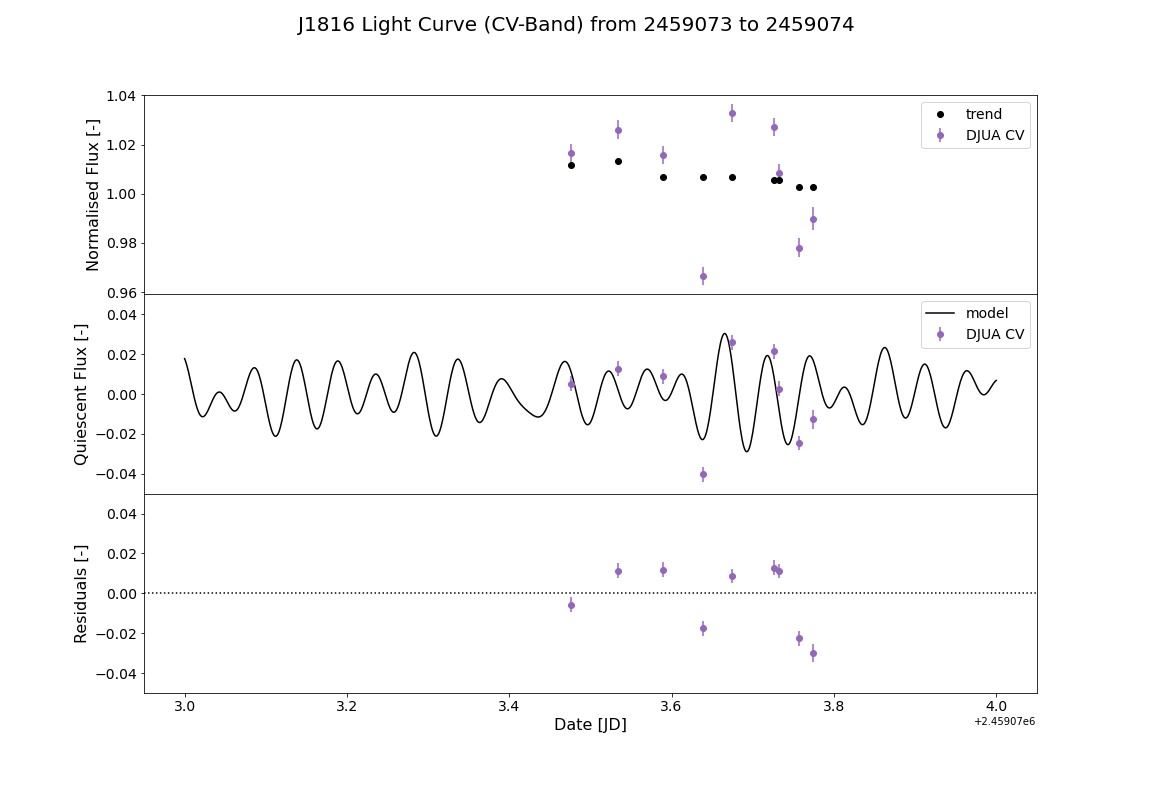 J1816 Light Curve (CV-Band) from 2459073 to 2459074
Normalised Flux [-]
1.04
1.02
1.00
0.98
0.96
trend
DJUA CV
Quiescent Flux [-]
0.04
0.02
0.00
−0.02
−0.04
model
DJUA CV
Residuals [-]
0.04
0.02
0.00
−0.02
−0.04
3.0 3.2 3.4 3.6 3.8 4.0
Date [JD]
+2.45907e6